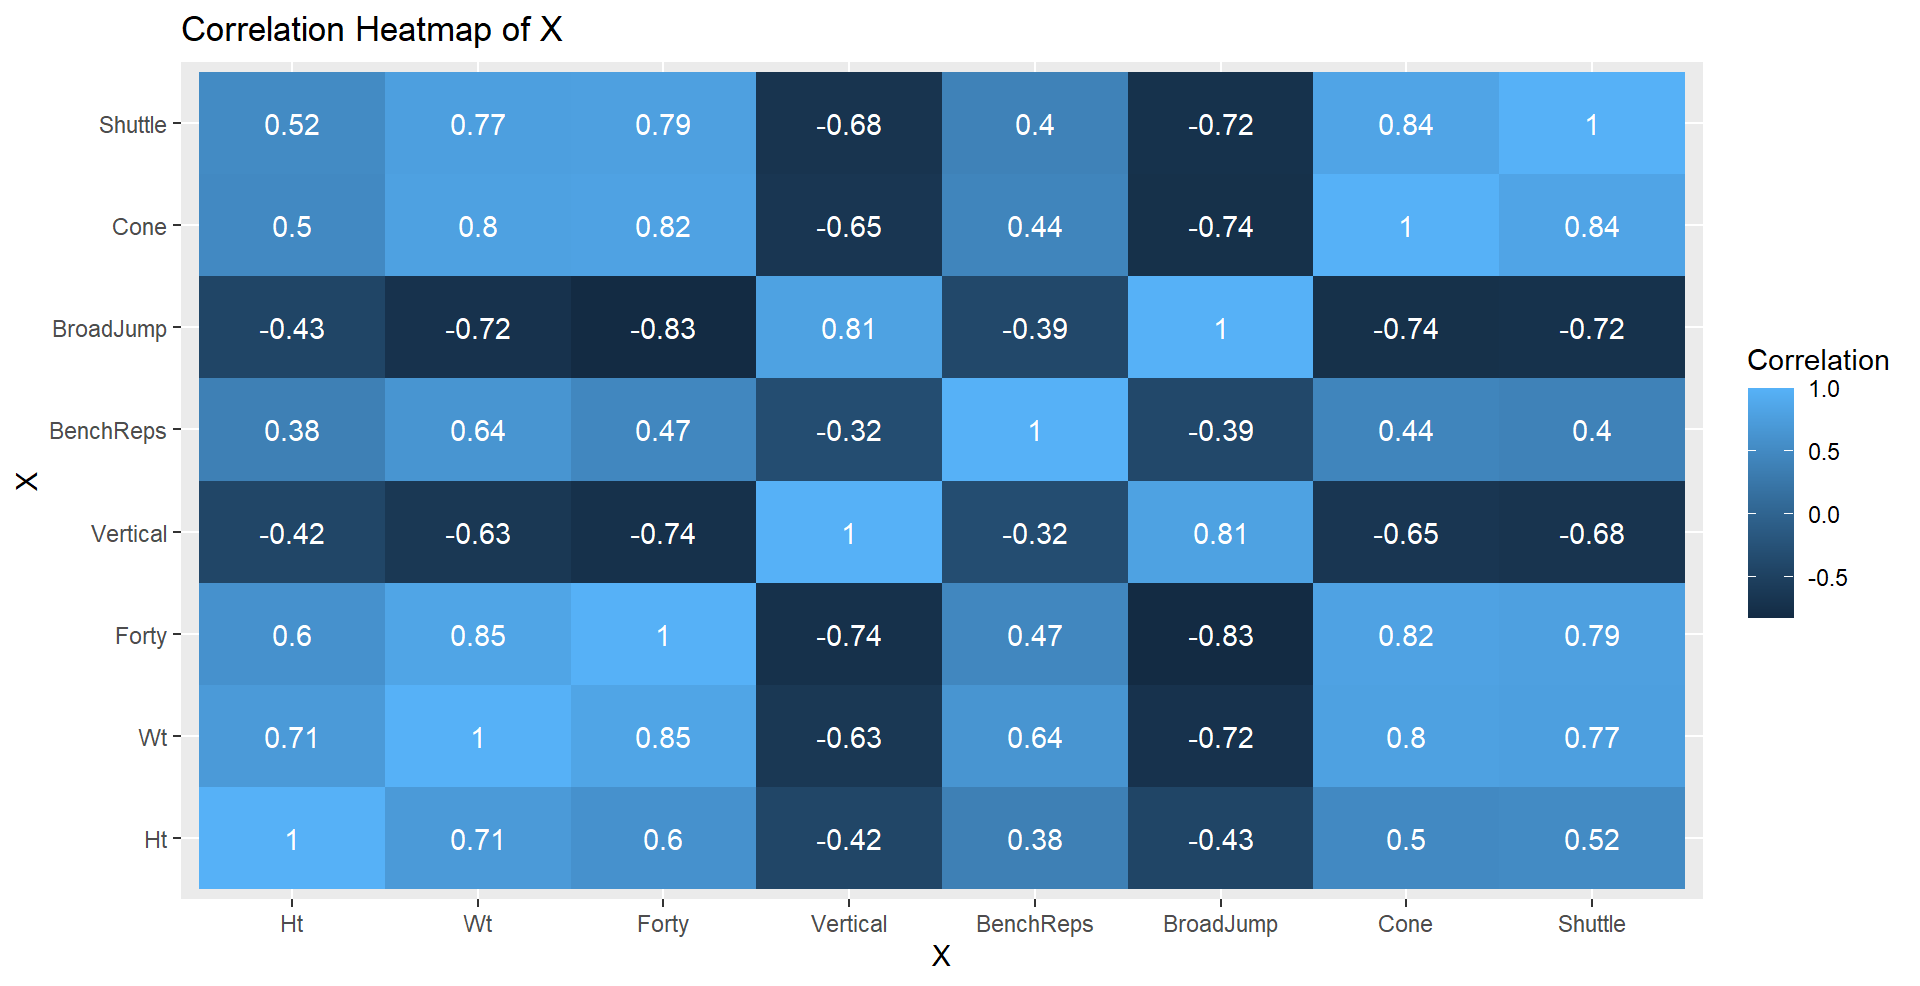 Correlation Heatmap of X
Shuttle 0.52 0.77 0.79 -0.68 0.4 -0.72 0.84 1
Cone 0.5 0.8 0.82 -0.65 0.44 -0.74 1 0.84
BroadJump -0.43 -0.72 -0.83 0.81 -0.39 1 -0.74 -0.72
BenchReps 0.38 0.64 0.47 -0.32 1 -0.39 0.44 0.4
Vertical -0.42 -0.63 -0.74 1 -0.32 0.81 -0.65 -0.68
Forty 0.6 0.85 1 -0.74 0.47 -0.83 0.82 0.79
Wt 0.71 1 0.85 -0.63 0.64 -0.72 0.8 0.77
Ht 1 0.71 0.6 -0.42 0.38 -0.43 0.5 0.52
Ht Wt Forty Vertical BenchReps BroadJump Cone Shuttle
X
X
Correlation
1.0
0.5
0.0
-0.5